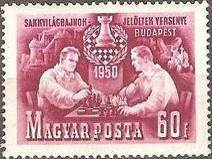 SAKKVILÁGBAJNOK-JELÖLTEK VERSENYE
BUDAPEST
1950
MAGYAR POSTA 60f